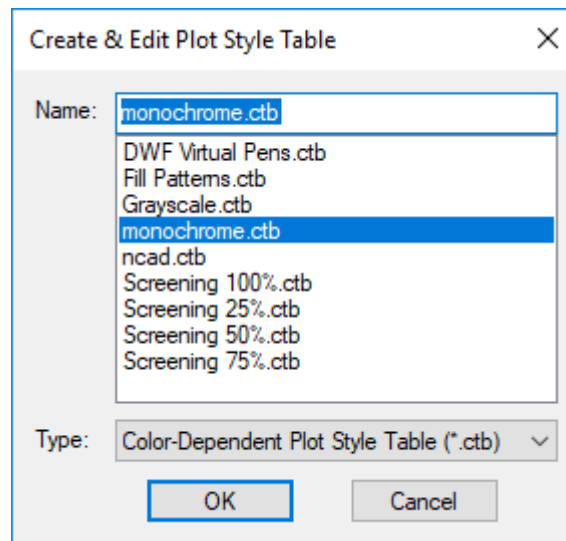 Create & Edit Plot Style Table
Name: monochrome.ctb
DWF Virtual Pens.ctb
Fill Patterns.ctb
Grayscale.ctb
monochrome.ctb
ncad.ctb
Screening 100%.ctb
Screening 25%.ctb
Screening 50%.ctb
Screening 75%.ctb
Type: Color-Dependent Plot Style Table (*.ctb)
OK Cancel